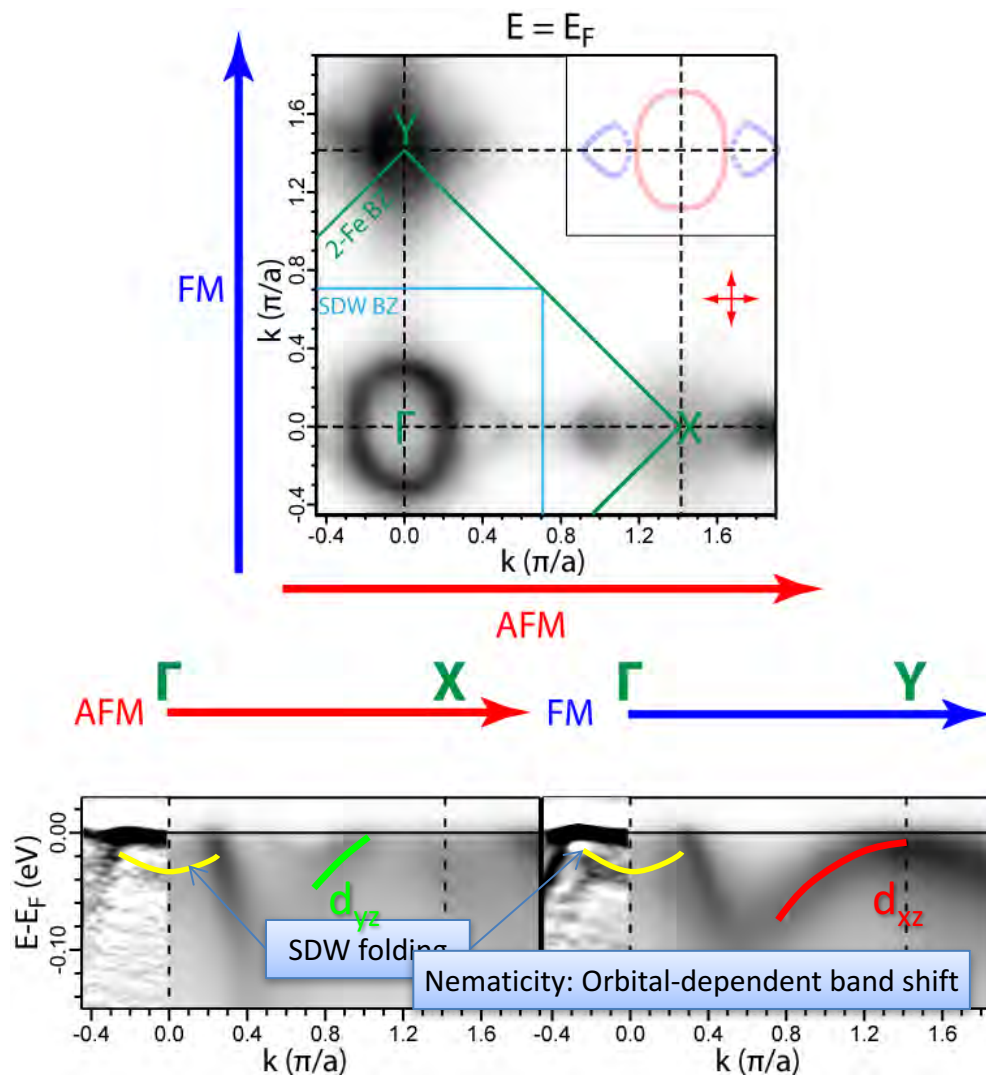 E = E_F
FM
k (π/a)
1.6
1.2
0.8
0.4
0.0
-0.4
Y
2-Fe BZ
SDW BZ
Γ
X
-0.4 0.0 0.4 0.8 1.2 1.6
k (π/a)
AFM
Γ X Γ Y
AFM FM
E-E_F (eV)
0.00
-0.10
d_yz
d_xz
SDW folding
Nematicity: Orbital-dependent band shift
-0.4 0.0 0.4 0.8 1.2 1.6 -0.4 0.0 0.4 0.8 1.2 1.6
k (π/a) k (π/a)